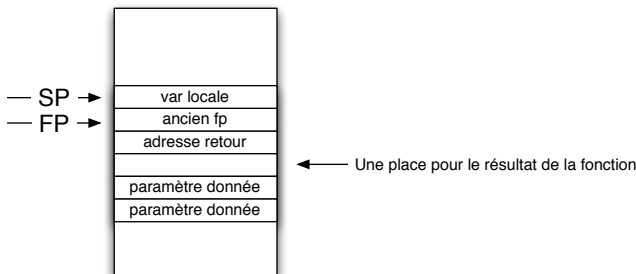 SP
var locale
FP
ancien fp
adresse retour
Une place pour le résultat de la fonction
paramètre donnée
paramètre donnée